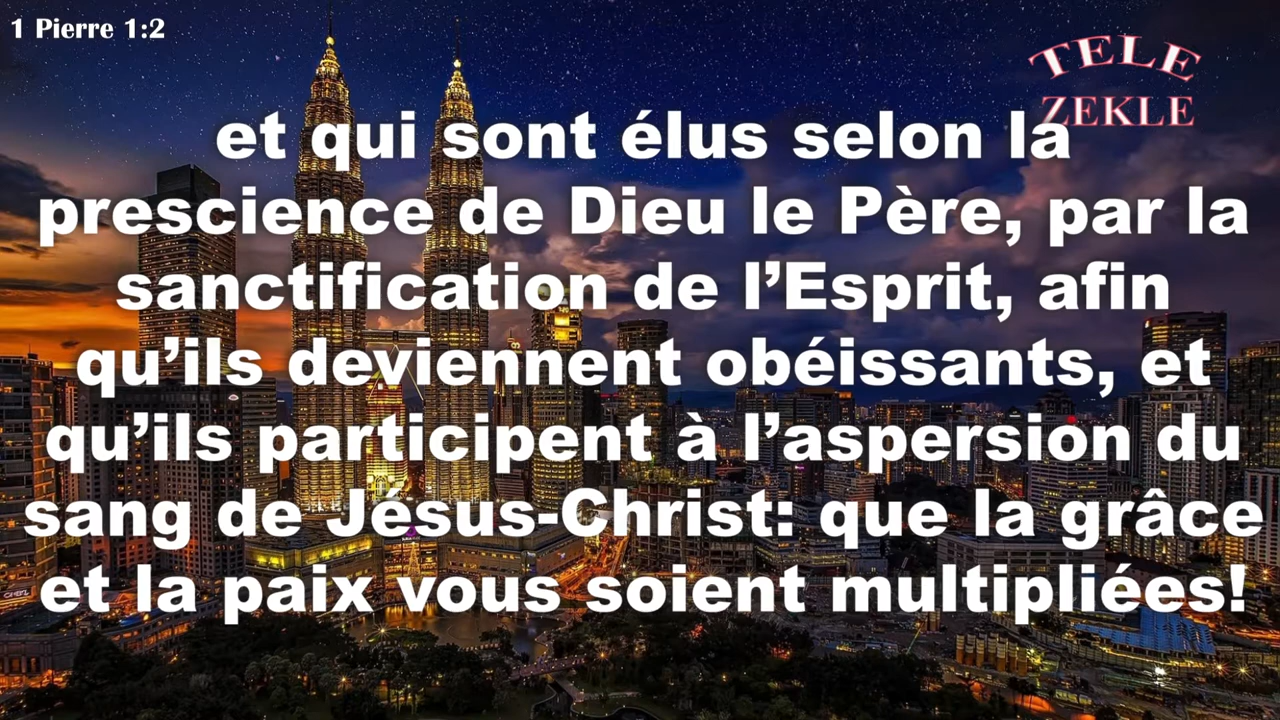 1 Pierre 1:2
TELE
ZEKLE
et qui sont élus selon la
prescience de Dieu le Père, par la
sanctification de l’Esprit, afin
qu’ils deviennent obéissants, et
qu’ils participent à l’aspersion du
sang de Jésus-Christ: que la grâce
et la paix vous soient multipliées!